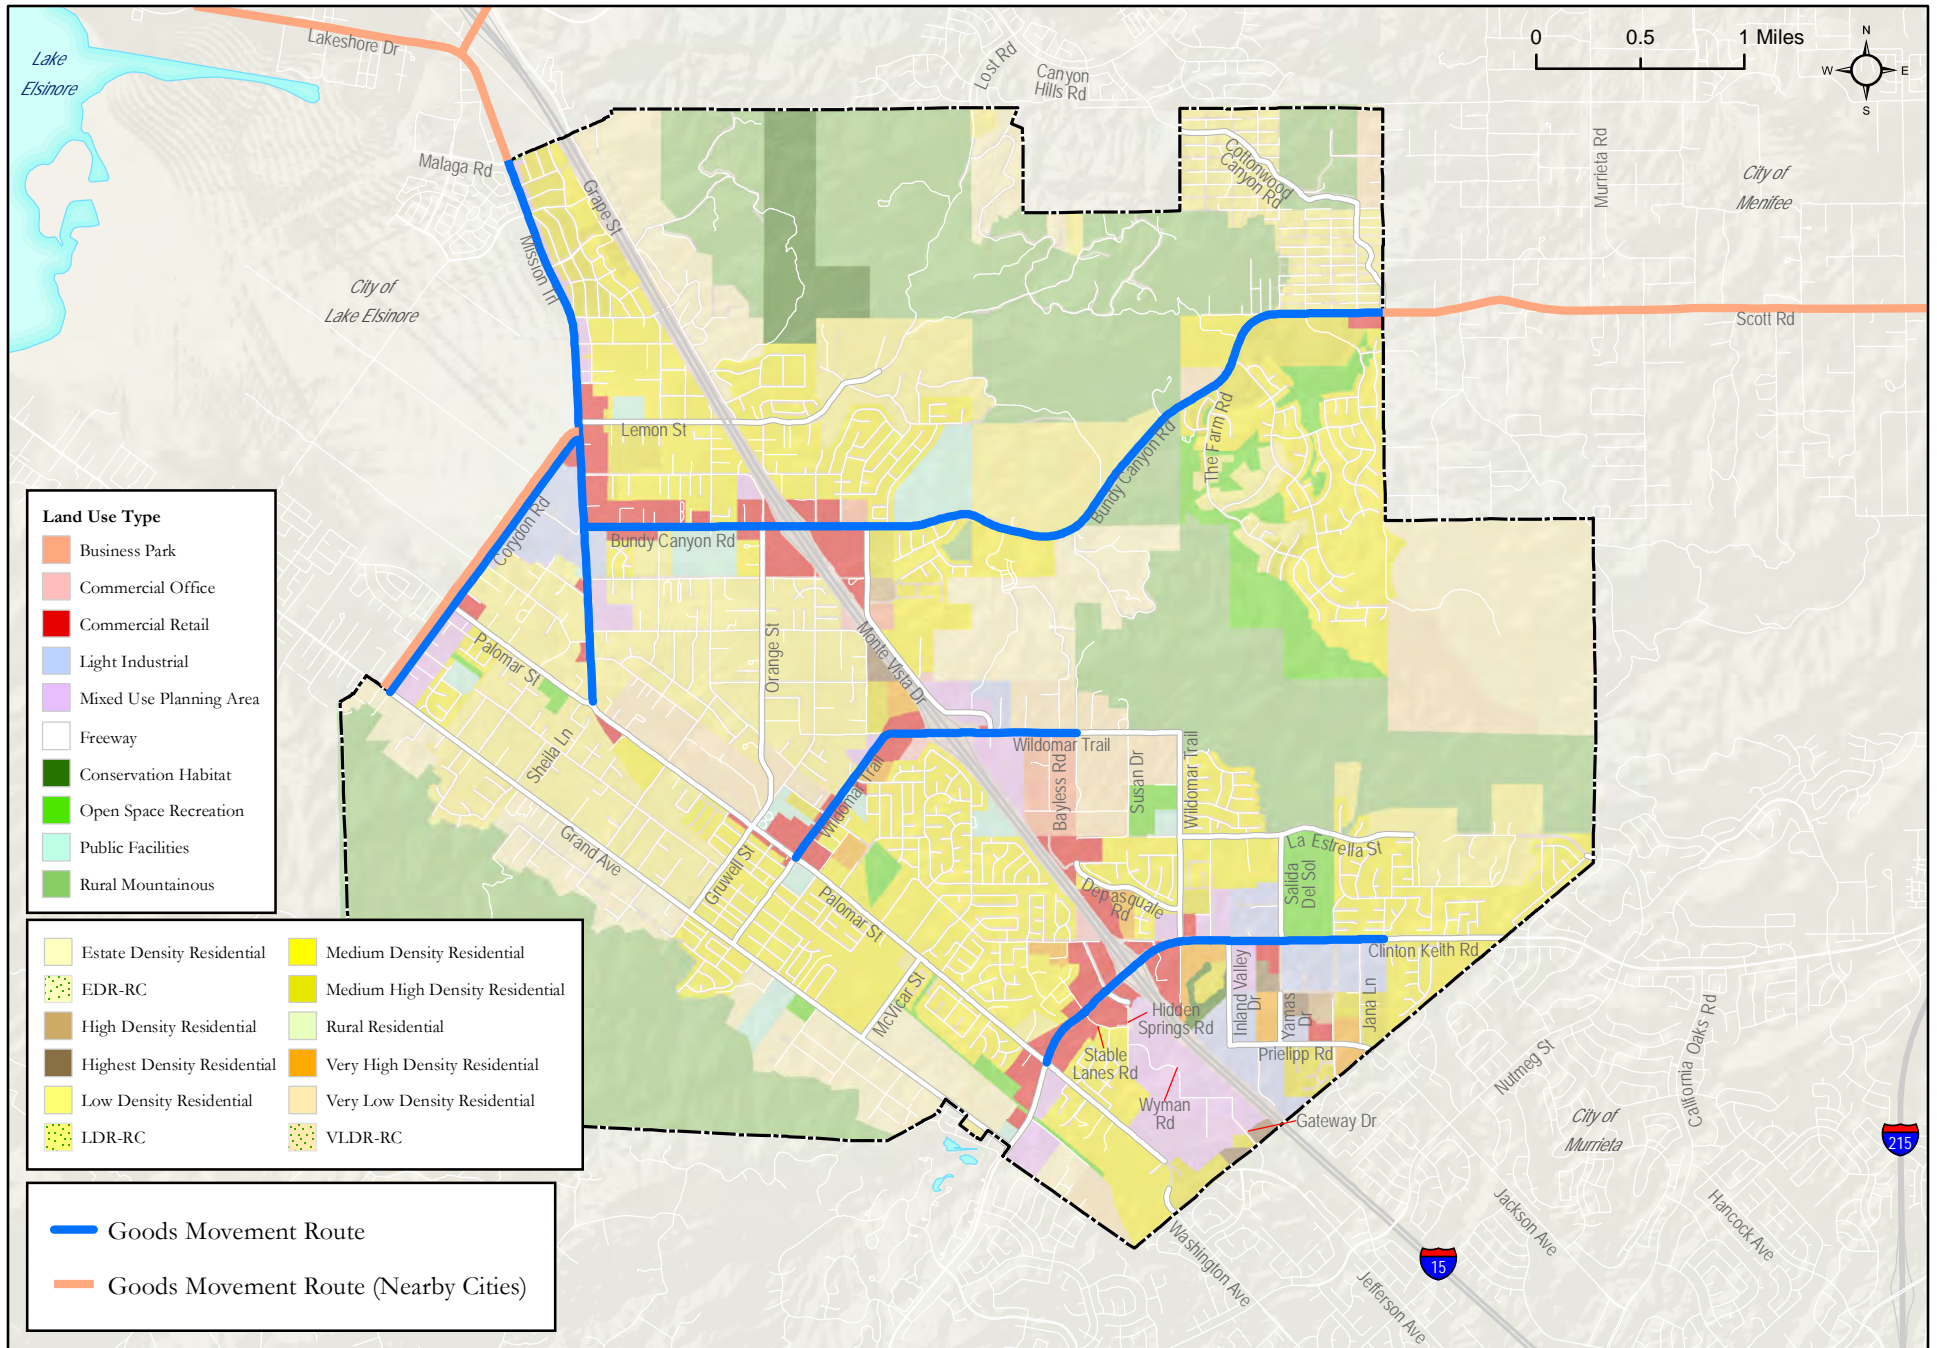 Lake
Elsinore
Lakeshore Dr
Lost Rd
Canyon
Hills Rd
0 0.5 1 Miles
N
W E
S
Malaga Rd
Grape St
Mission Trl
City of
Lake Elsinore
Cottonwood
Canyon Rd
Murrieta Rd
City of
Menifee
Scott Rd
Lemon St
Corydon Rd
Bundy Canyon Rd
Bundy Canyon Rd
The Farm Rd
Land Use Type
Business Park
Commercial Office
Commercial Retail
Light Industrial
Mixed Use Planning Area
Freeway
Conservation Habitat
Open Space Recreation
Public Facilities
Rural Mountainous
Palomar St
Sheila Ln
Orange St
Monte Vista Dr
Wildomar Trail
Wildomar Trail
Wildomar Trail
Bayless Rd
Susan Dr
Grand Ave
Gruwell St
Palomar St
La Estrella St
Salida
Del Sol
Depasquale
Rd
Clinton Keith Rd
McVicar St
Hidden
Springs Rd
Inland Valley
Dr
Yamas
Dr
Jana Ln
Prielipp Rd
Stable
Lanes Rd
Wyman
Rd
Gateway Dr
Nutmeg St
California Oaks Rd
City of
Murrieta
215
15
Washington Ave
Jefferson Ave
Jackson Ave
Hancock Ave
Estate Density Residential
EDR-RC
High Density Residential
Highest Density Residential
Low Density Residential
LDR-RC
Medium Density Residential
Medium High Density Residential
Rural Residential
Very High Density Residential
Very Low Density Residential
VLDR-RC
Goods Movement Route
Goods Movement Route (Nearby Cities)